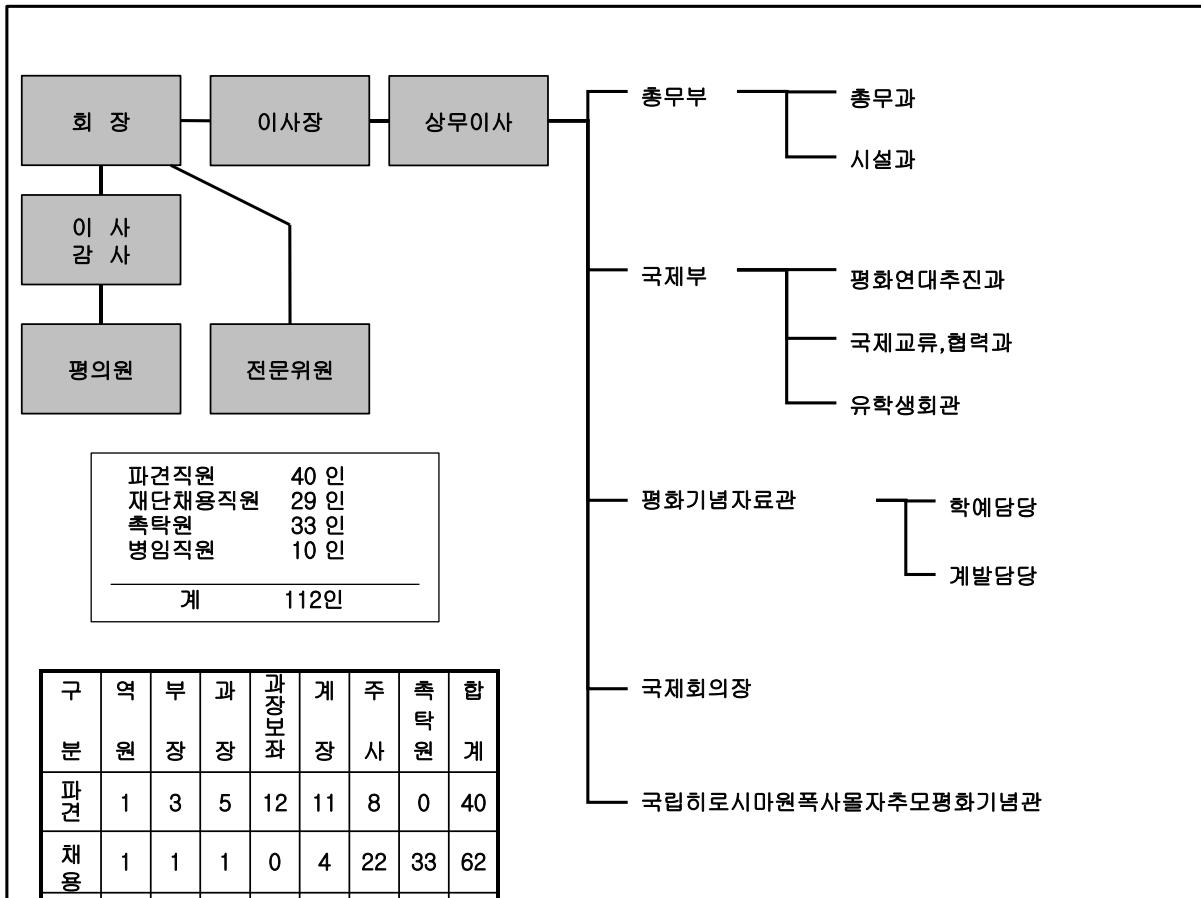 회 장
이사장
상무이사
이 사
감 사
평의원
전문위원
총무부
총무과
시설과
국제부
평화연대추진과
국제교류,협력과
유학생회관
평화기념자료관
학예담당
계발담당
국제회의장
국립히로시마원폭사몰자추모평화기념관
파견직원 40 인
재단채용직원 29 인
촉탁원 33 인
병임직원 10 인
계 112인
구분 역원 부장 과장 과장보좌 계장 주사 촉탁원 합계
파견 1 3 5 12 11 8 0 40
채용 1 1 1 0 4 22 33 62